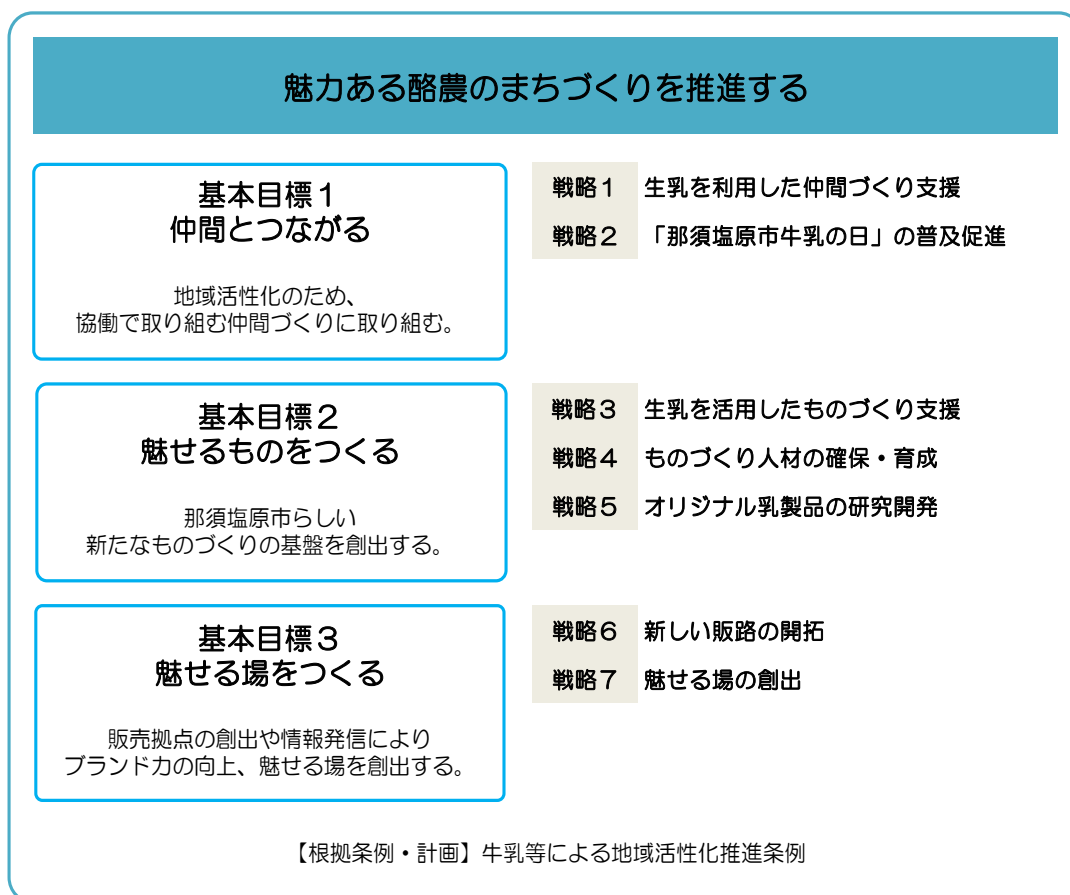 魅力ある酪農のまちづくりを推進する
基本目標１
仲間とつながる
地域活性化のため、
協働で取り組む仲間づくりに取り組む。
戦略１ 生乳を利用した仲間づくり支援
戦略２ 「那須塩原市牛乳の日」の普及促進
基本目標２
魅せるものをつくる
那須塩原市らしい
新たなものづくりの基盤を創出する。
戦略３ 生乳を活用したものづくり支援
戦略４ ものづくり人材の確保・育成
戦略５ オリジナル乳製品の研究開発
基本目標３
魅せる場をつくる
販売拠点の創出や情報発信により
ブランド力の向上、魅せる場を創出する。
戦略６ 新しい販路の開拓
戦略７ 魅せる場の創出
【根拠条例・計画】牛乳等による地域活性化推進条例